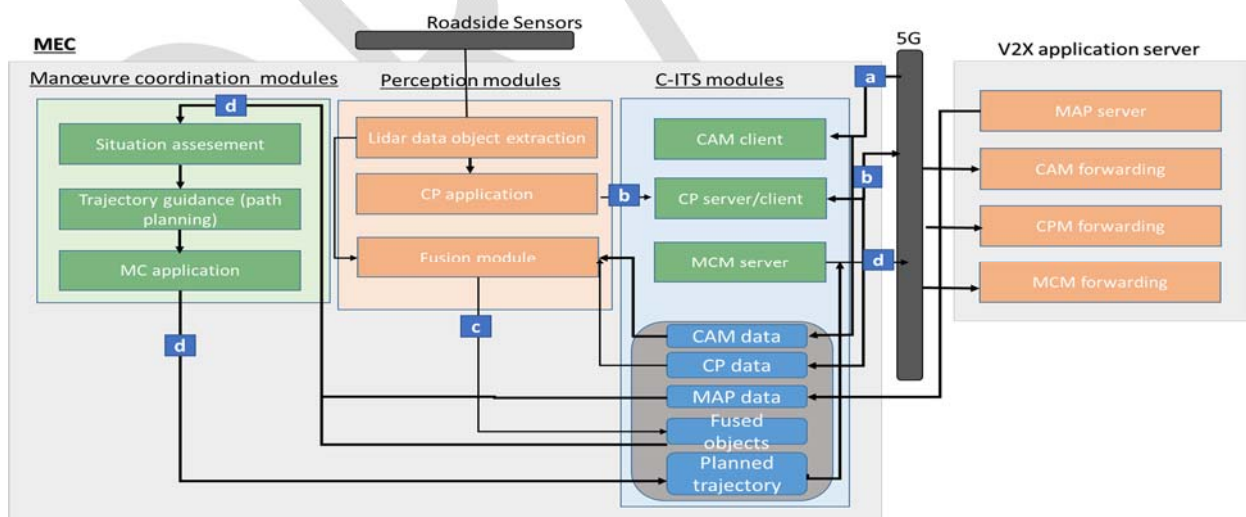 Roadside Sensors
MEC
5G
V2X application server
Manœuvre coordination modules
Perception modules
C-ITS modules
d
a
Situation assesement
Trajectory guidance (path
planning)
MC application
d
Lidar data object extraction
CP application
b
Fusion module
c
CAM client
CP server/client
b
MCM server
d
CAM data
CP data
MAP data
Fused
objects
Planned
trajectory
MAP server
CAM forwarding
CPM forwarding
MCM forwarding